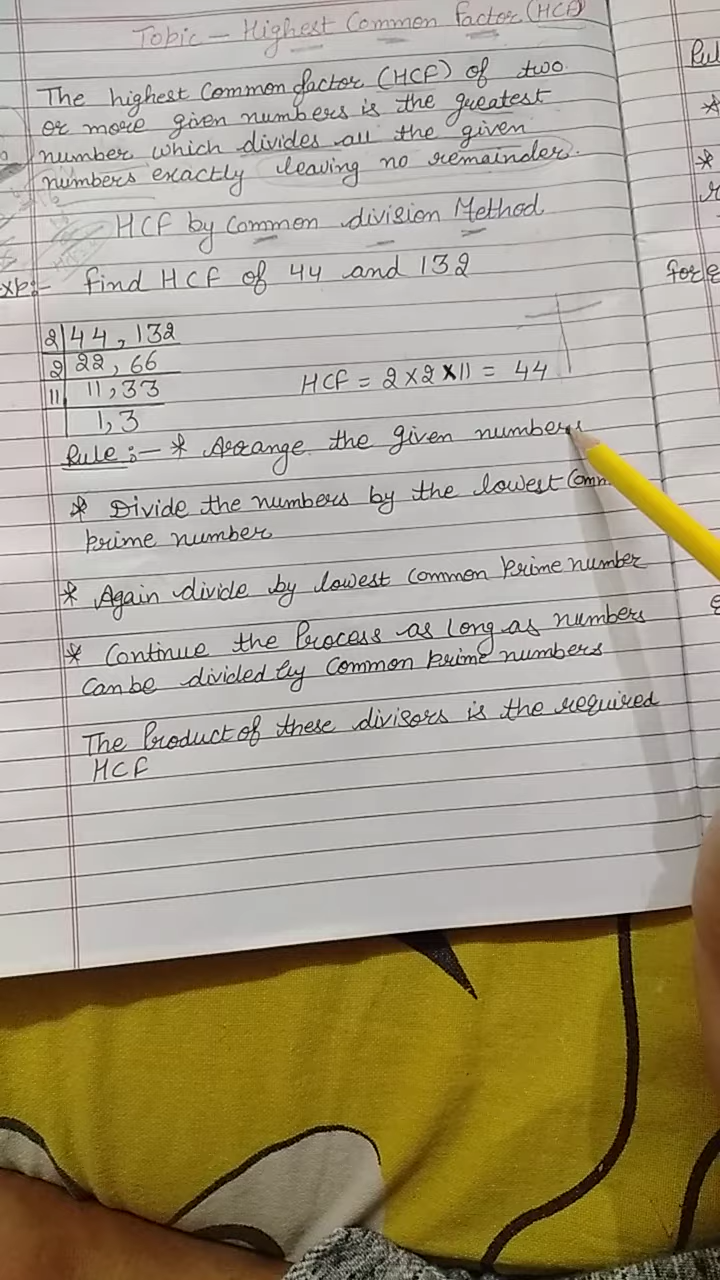 Topic - Highest Common factor (HCF)
The highest Common factor (HCF) of two
or more given numbers is the greatest
number which divides all the given
numbers exactly leaving no remainder.
HCF by Common division Method
Exp:- find HCF of 44 and 132
2|44, 132
2|22, 66
11|11, 33
1, 3
HCF = 2×2×11 = 44
Rule :- * Arrange the given numbers
* Divide the numbers by the lowest
prime number
* Again divide by lowest common prime number
* Continue the Process as long as numbers
Canbe divided by Common prime numbers
The Product of these divisors is the required
HCF
*
*
for